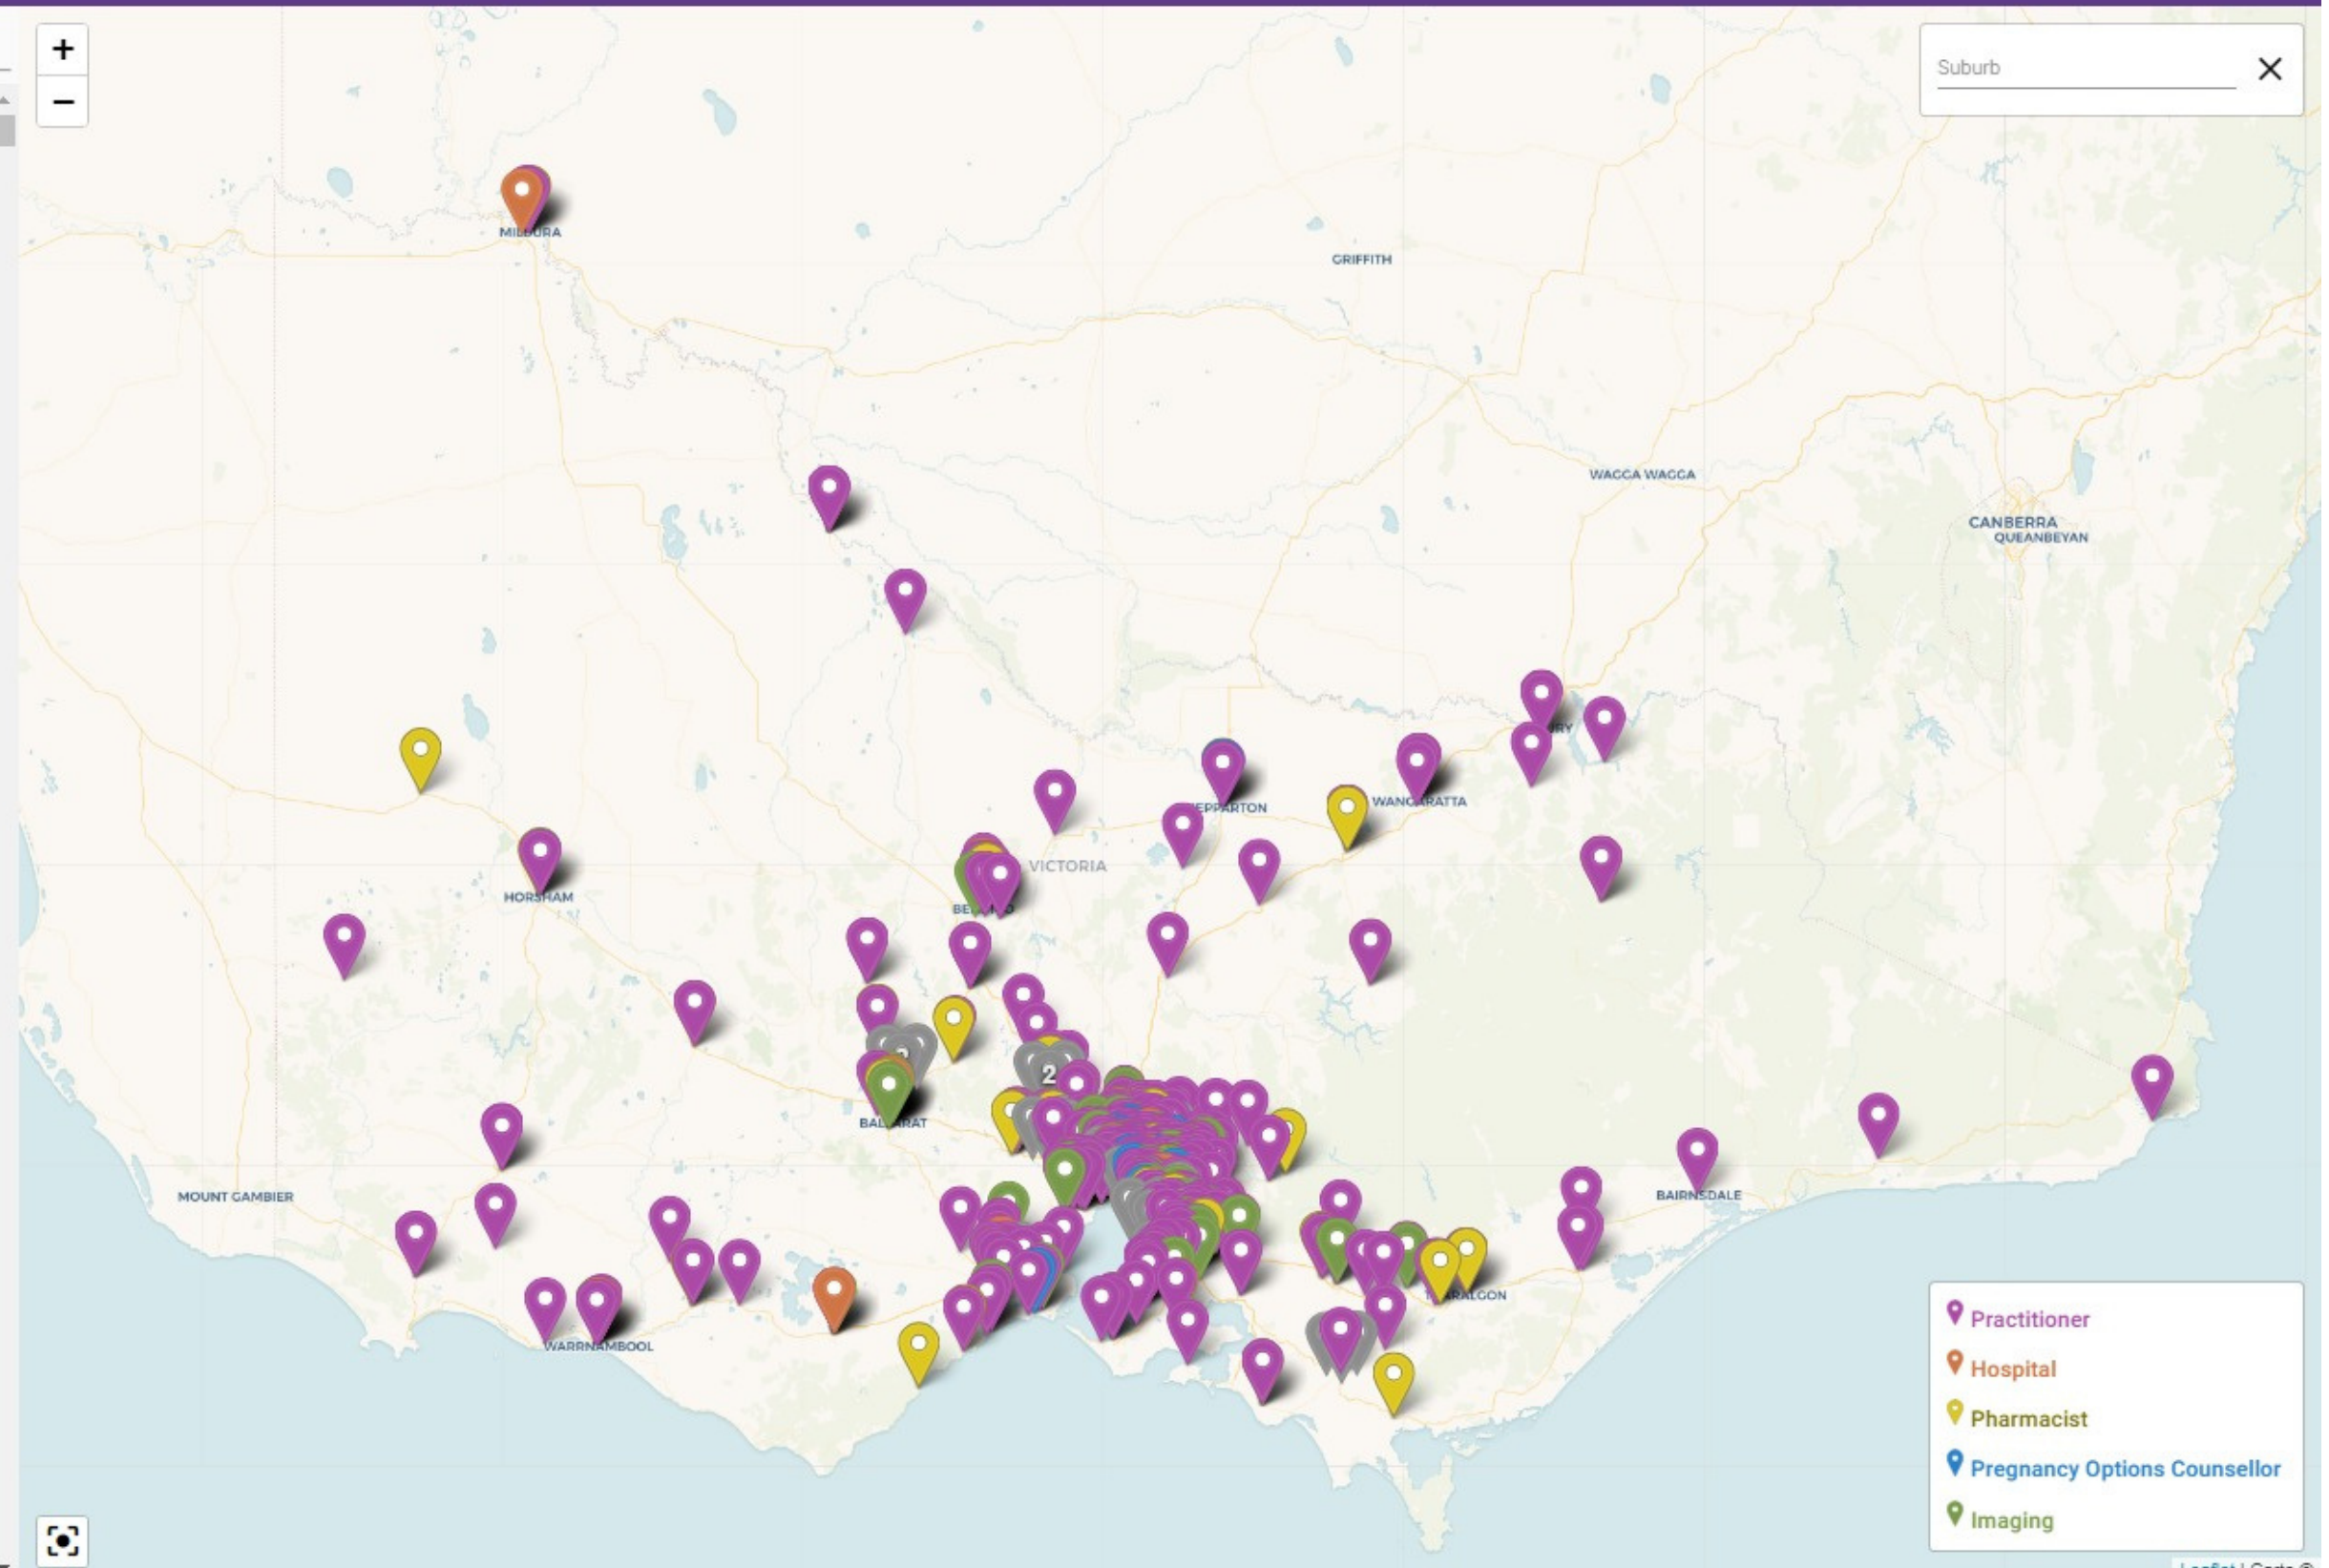 +
−
Suburb
MILDURA
GRIFFITH
WAGGA WAGGA
CANBERRA
QUEANBEYAN
WANGARATTA
VICTORIA
HORSHAM
2
BAIRNSDALE
MOUNT GAMBIER
WARRNAMBOOL
Practitioner
Hospital
Pharmacist
Pregnancy Options Counsellor
Imaging